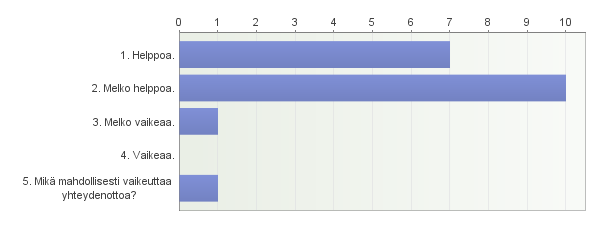 0 1 2 3 4 5 6 7 8 9 10
1. Helppoa.
2. Melko helppoa.
3. Melko vaikeaa.
4. Vaikeaa.
5. Mikä mahdollisesti vaikeuttaa
yhteydenottoa?